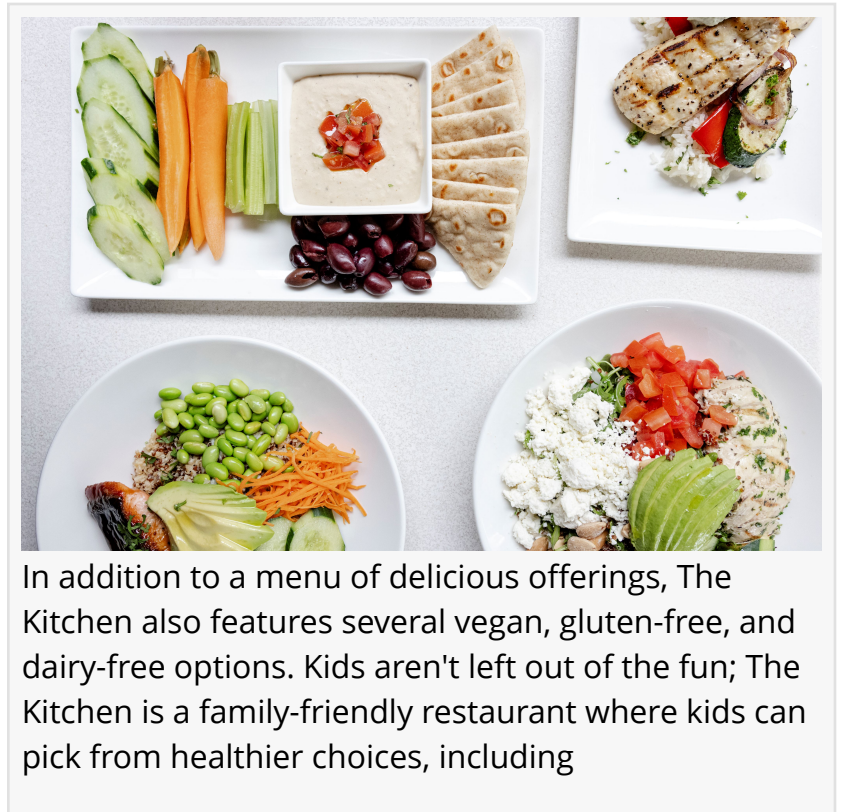 In addition to a menu of delicious offerings, The
Kitchen also features several vegan, gluten-free, and
dairy-free options. Kids aren't left out of the fun; The
Kitchen is a family-friendly restaurant where kids can
pick from healthier choices, including